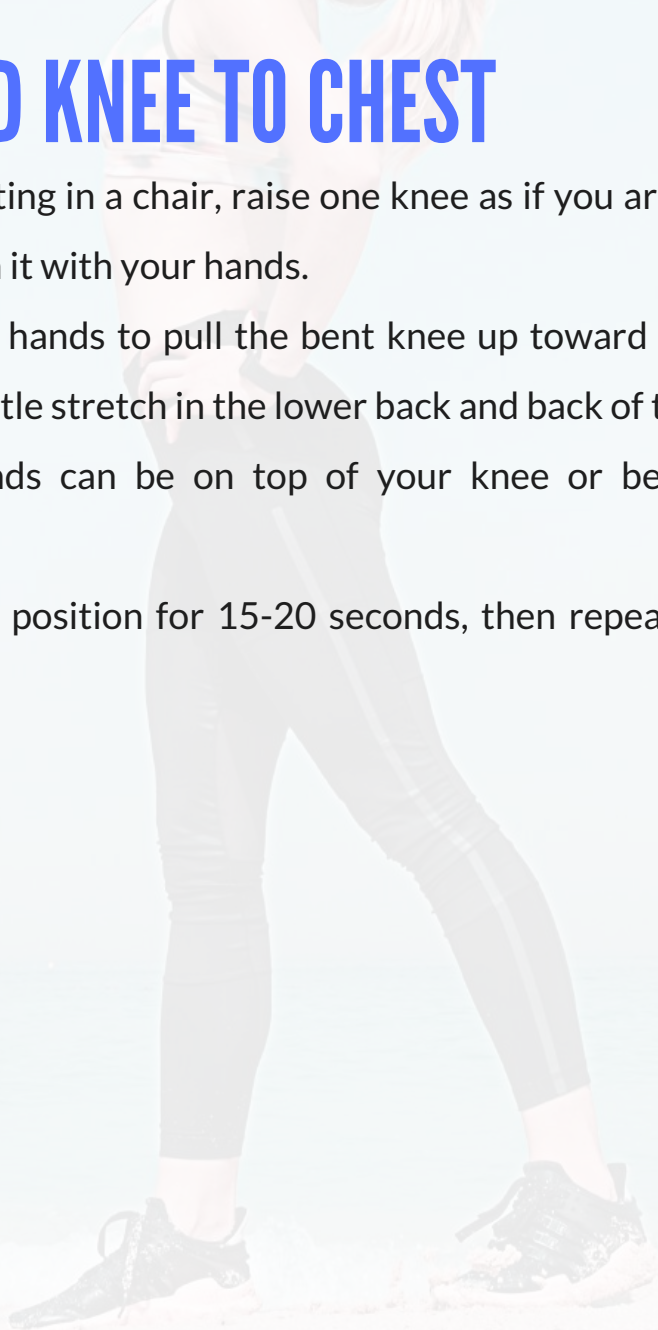 D KNEE TO CHEST
ting in a chair, raise one knee as if you ar
it with your hands.
hands to pull the bent knee up toward
tle stretch in the lower back and back of t
nds can be on top of your knee or be
position for 15-20 seconds, then repea